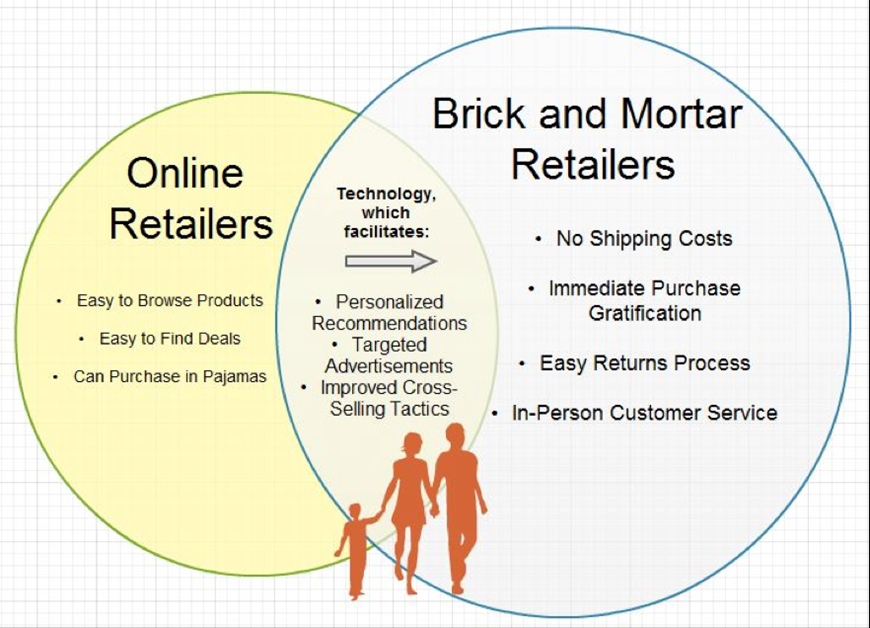 Online
Retailers
• Easy to Browse Products
• Easy to Find Deals
• Can Purchase in Pajamas
Technology,
which
facilitates:
• Personalized
Recommendations
• Targeted
Advertisements
• Improved Cross-
Selling Tactics
Brick and Mortar
Retailers
• No Shipping Costs
• Immediate Purchase
Gratification
• Easy Returns Process
• In-Person Customer Service